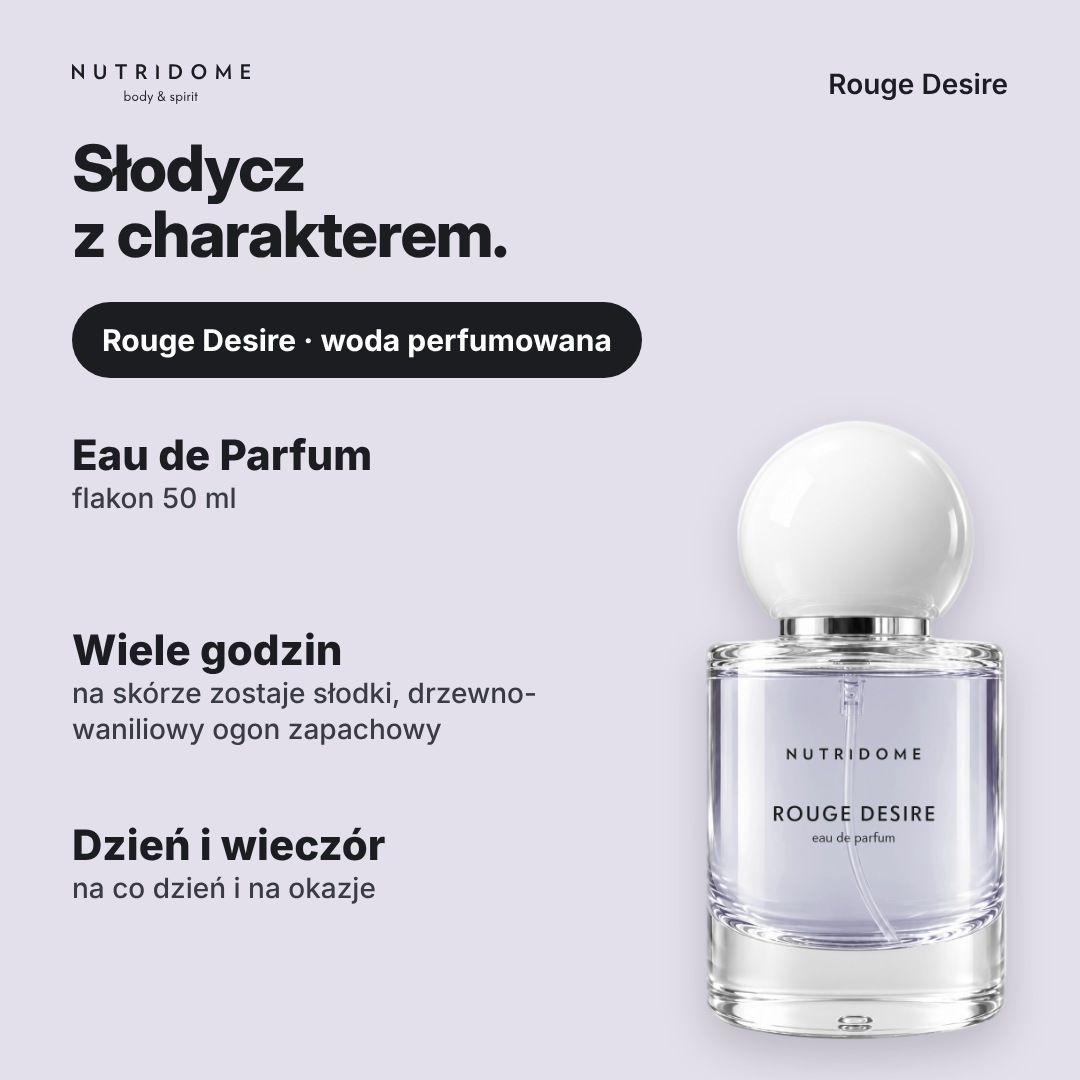 NUTRIDOME
body & spirit
Rouge Desire
Słodycz
z charakterem.
Rouge Desire · woda perfumowana
Eau de Parfum
flakon 50 ml
Wiele godzin
na skórze zostaje słodki, drzewno-
waniliowy ogon zapachowy
Dzień i wieczór
na co dzień i na okazje
NUTRIDOME
ROUGE DESIRE
eau de parfum